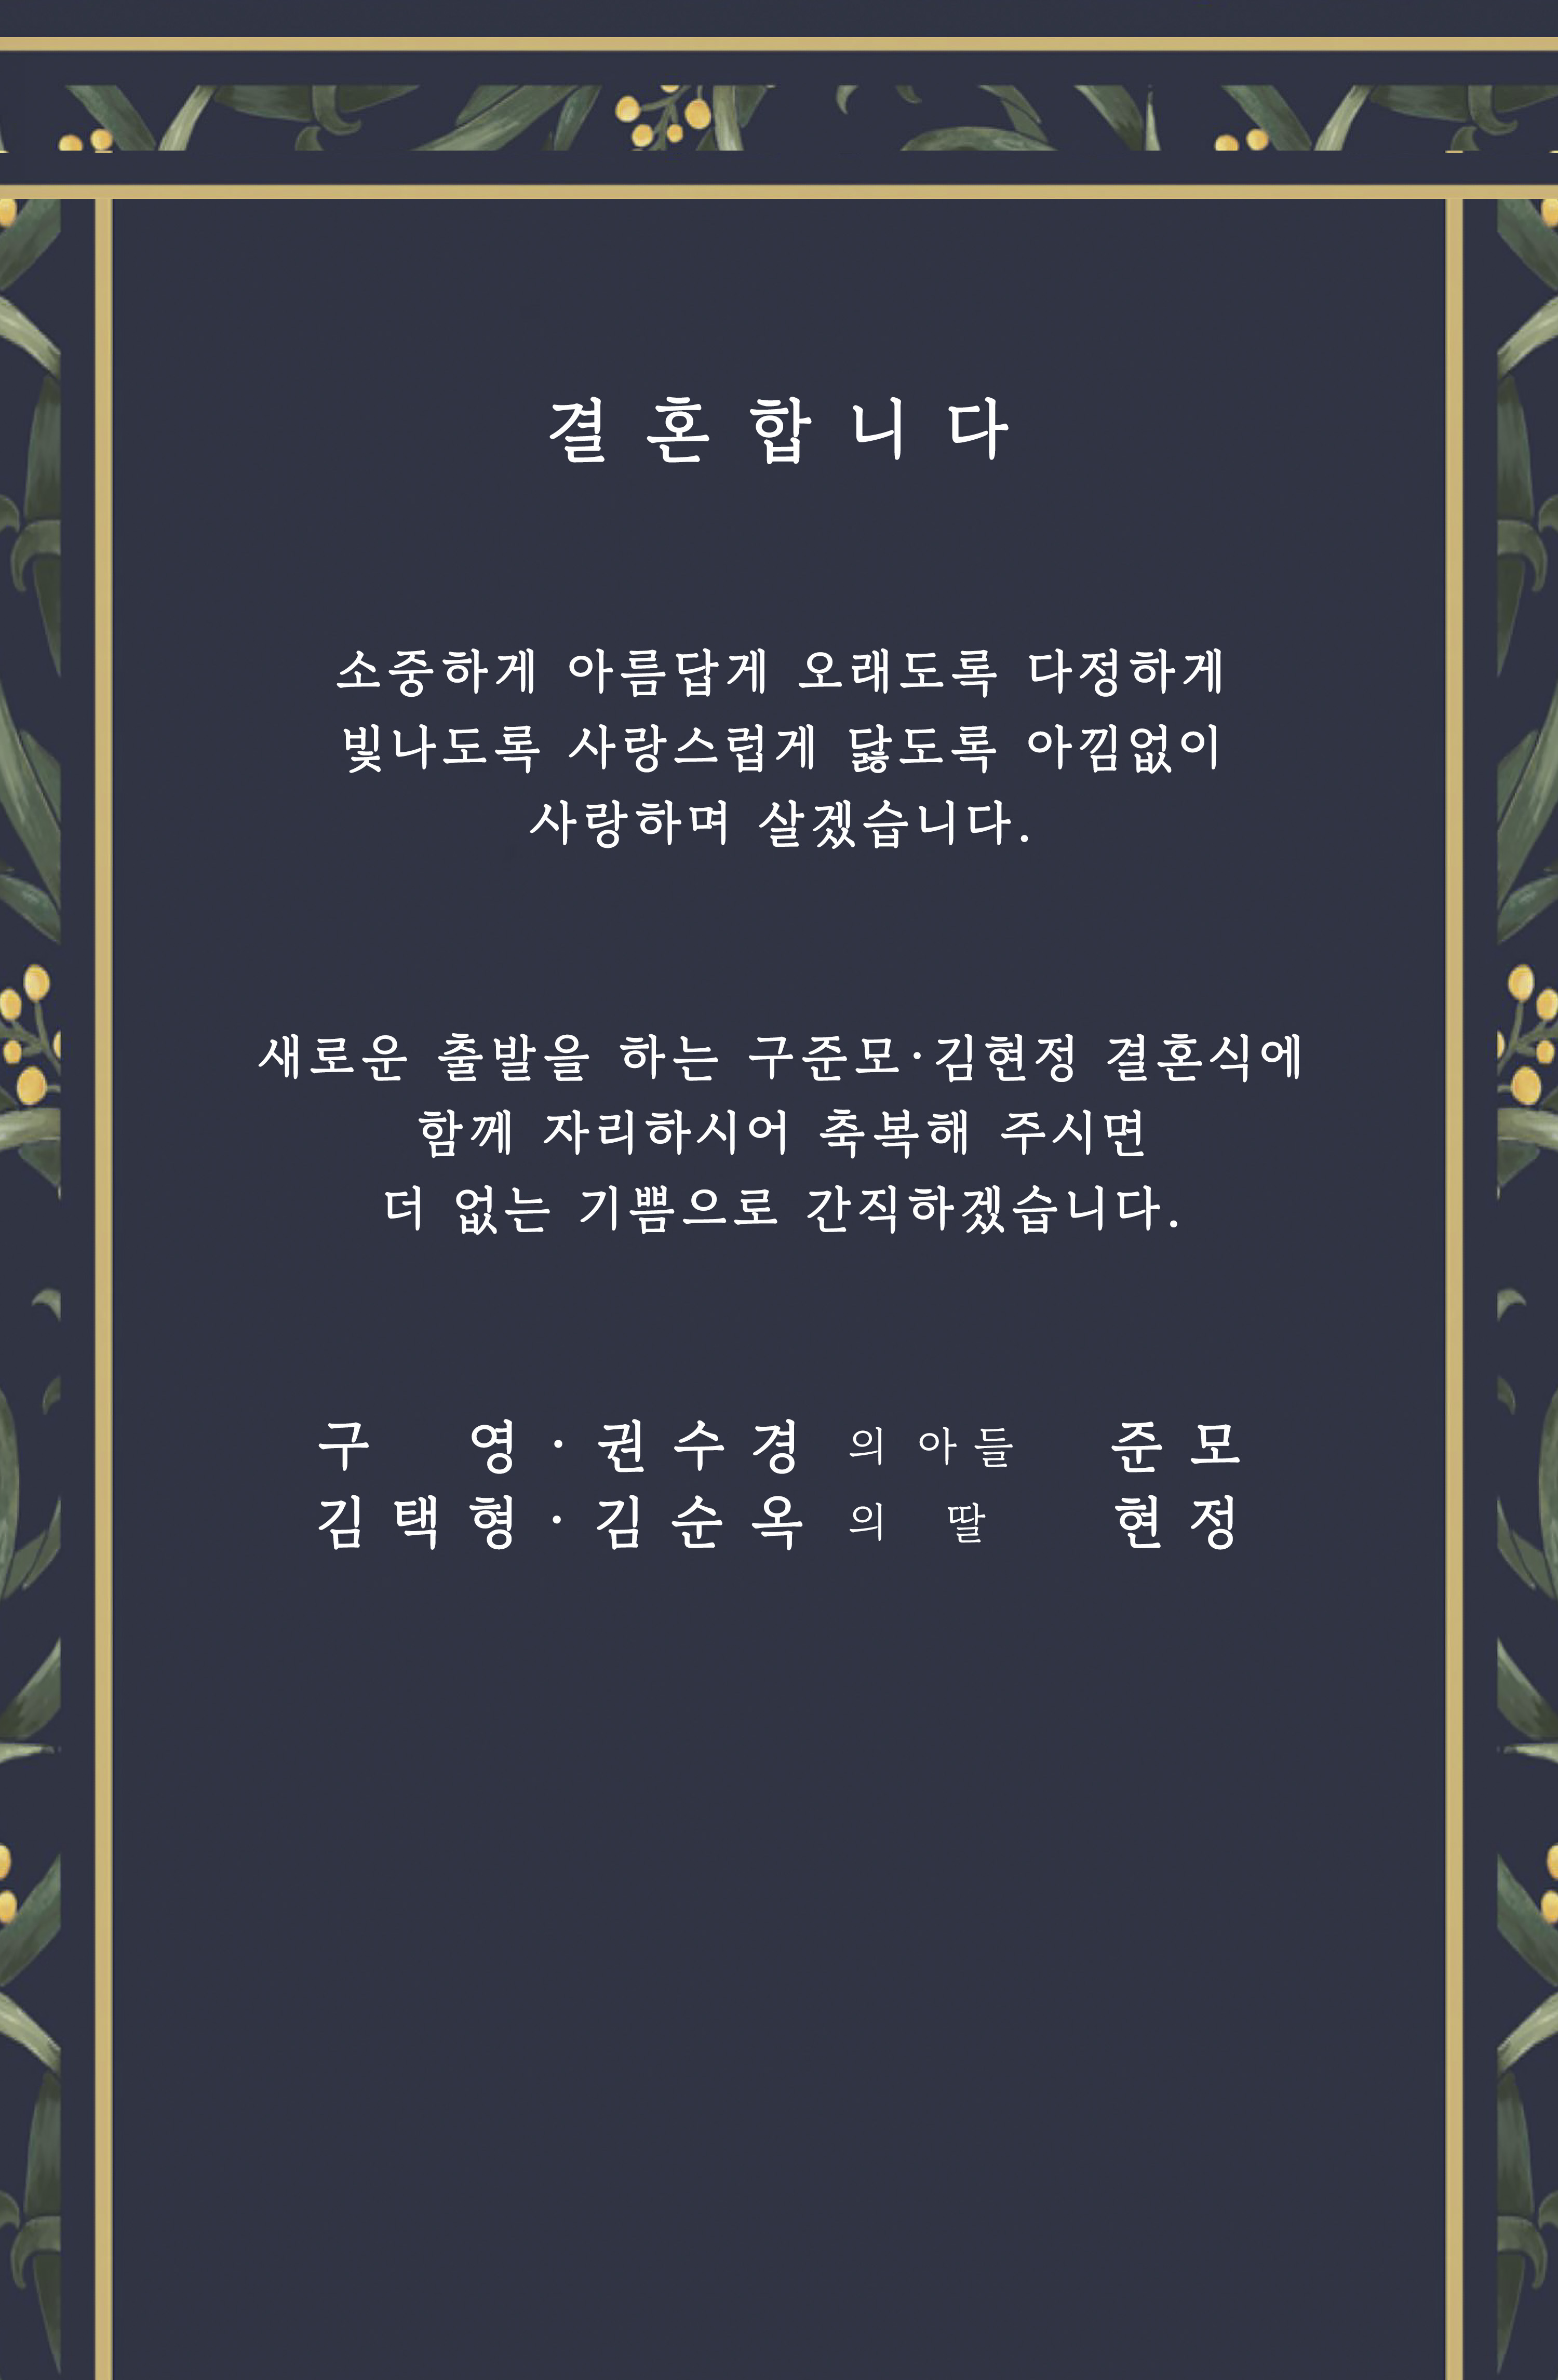 결혼합니다
소중하게 아름답게 오래도록 다정하게
빛나도록 사랑스럽게 닳도록 아낌없이
사랑하며 살겠습니다.
새로운 출발을 하는 구준모·김현정 결혼식에
함께 자리하시어 축복해 주시면
더 없는 기쁨으로 간직하겠습니다.
구 영·권수경 의 아들 준모
김택형·김순옥 의 딸 현정